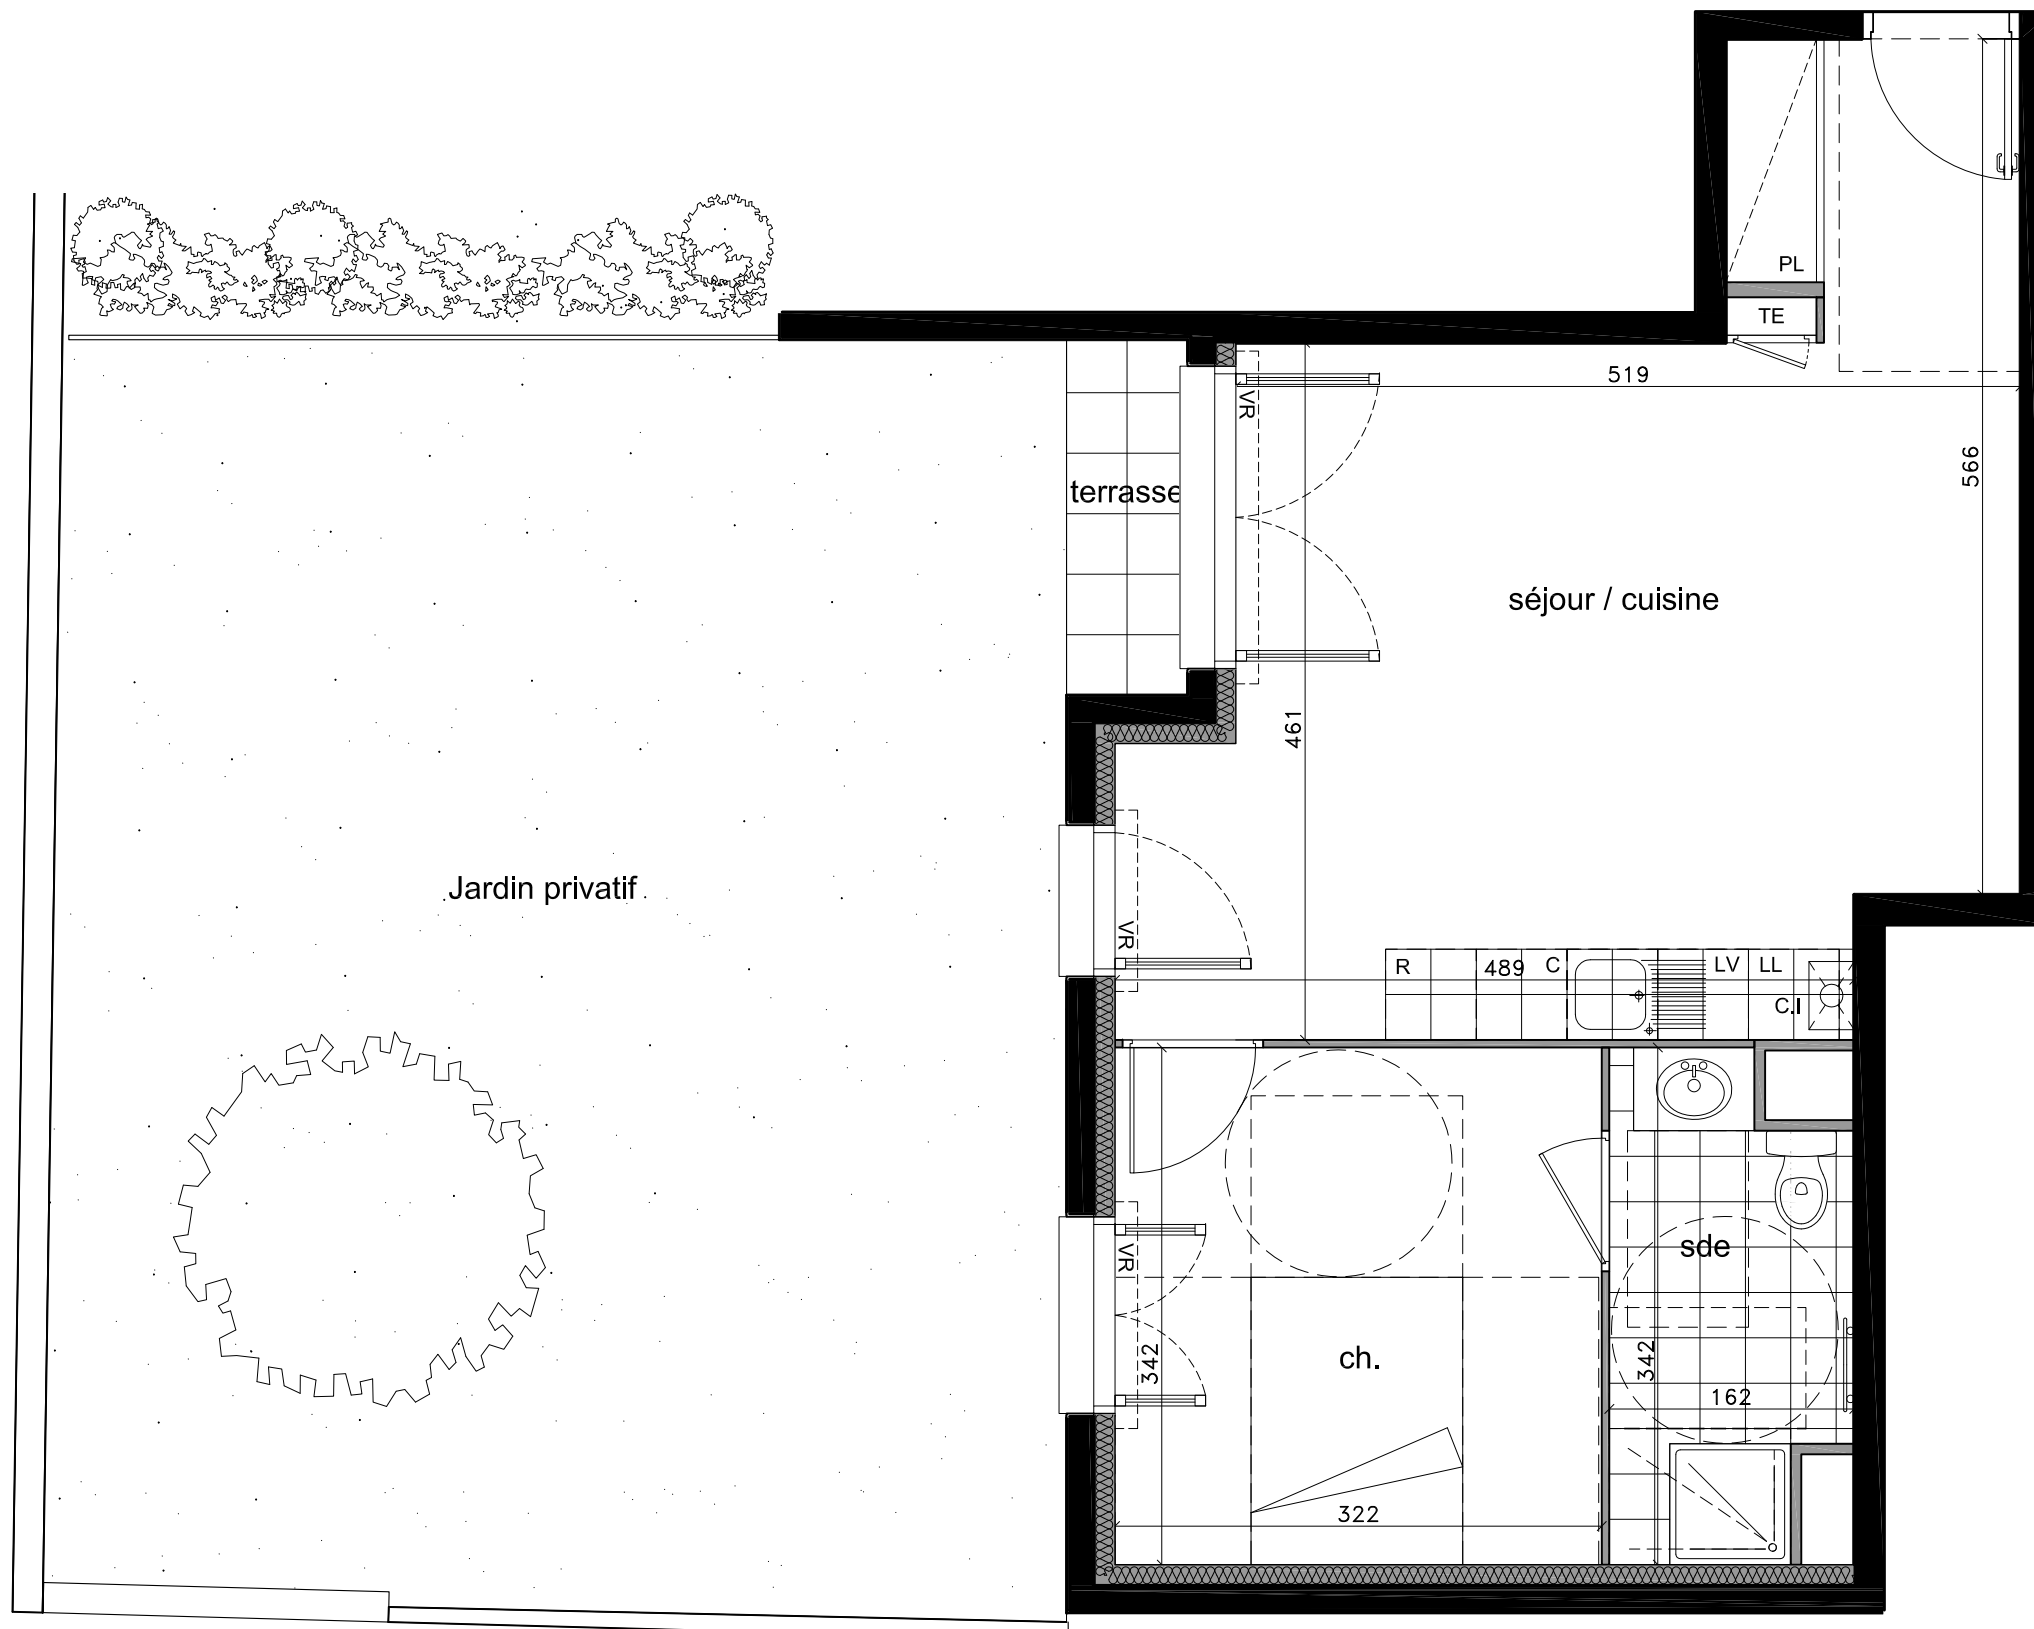 PL
TE
519
VR
566
terrasse
séjour / cuisine
461
Jardin privatif
VR
R
489
C
LV
LL
C.I
VR
sde
342
ch.
342
162
322